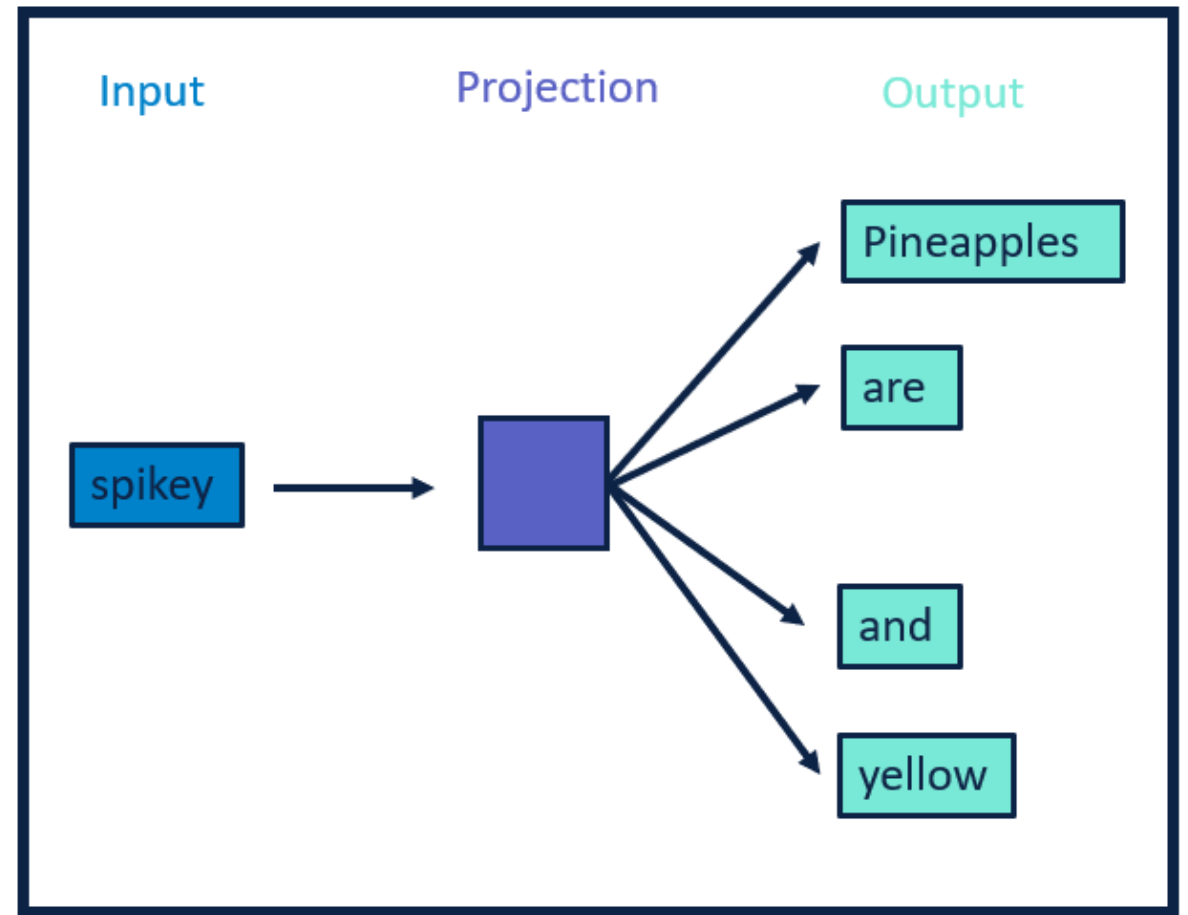 Input
Projection
Output
Pineapples
are
spikey
and
yellow